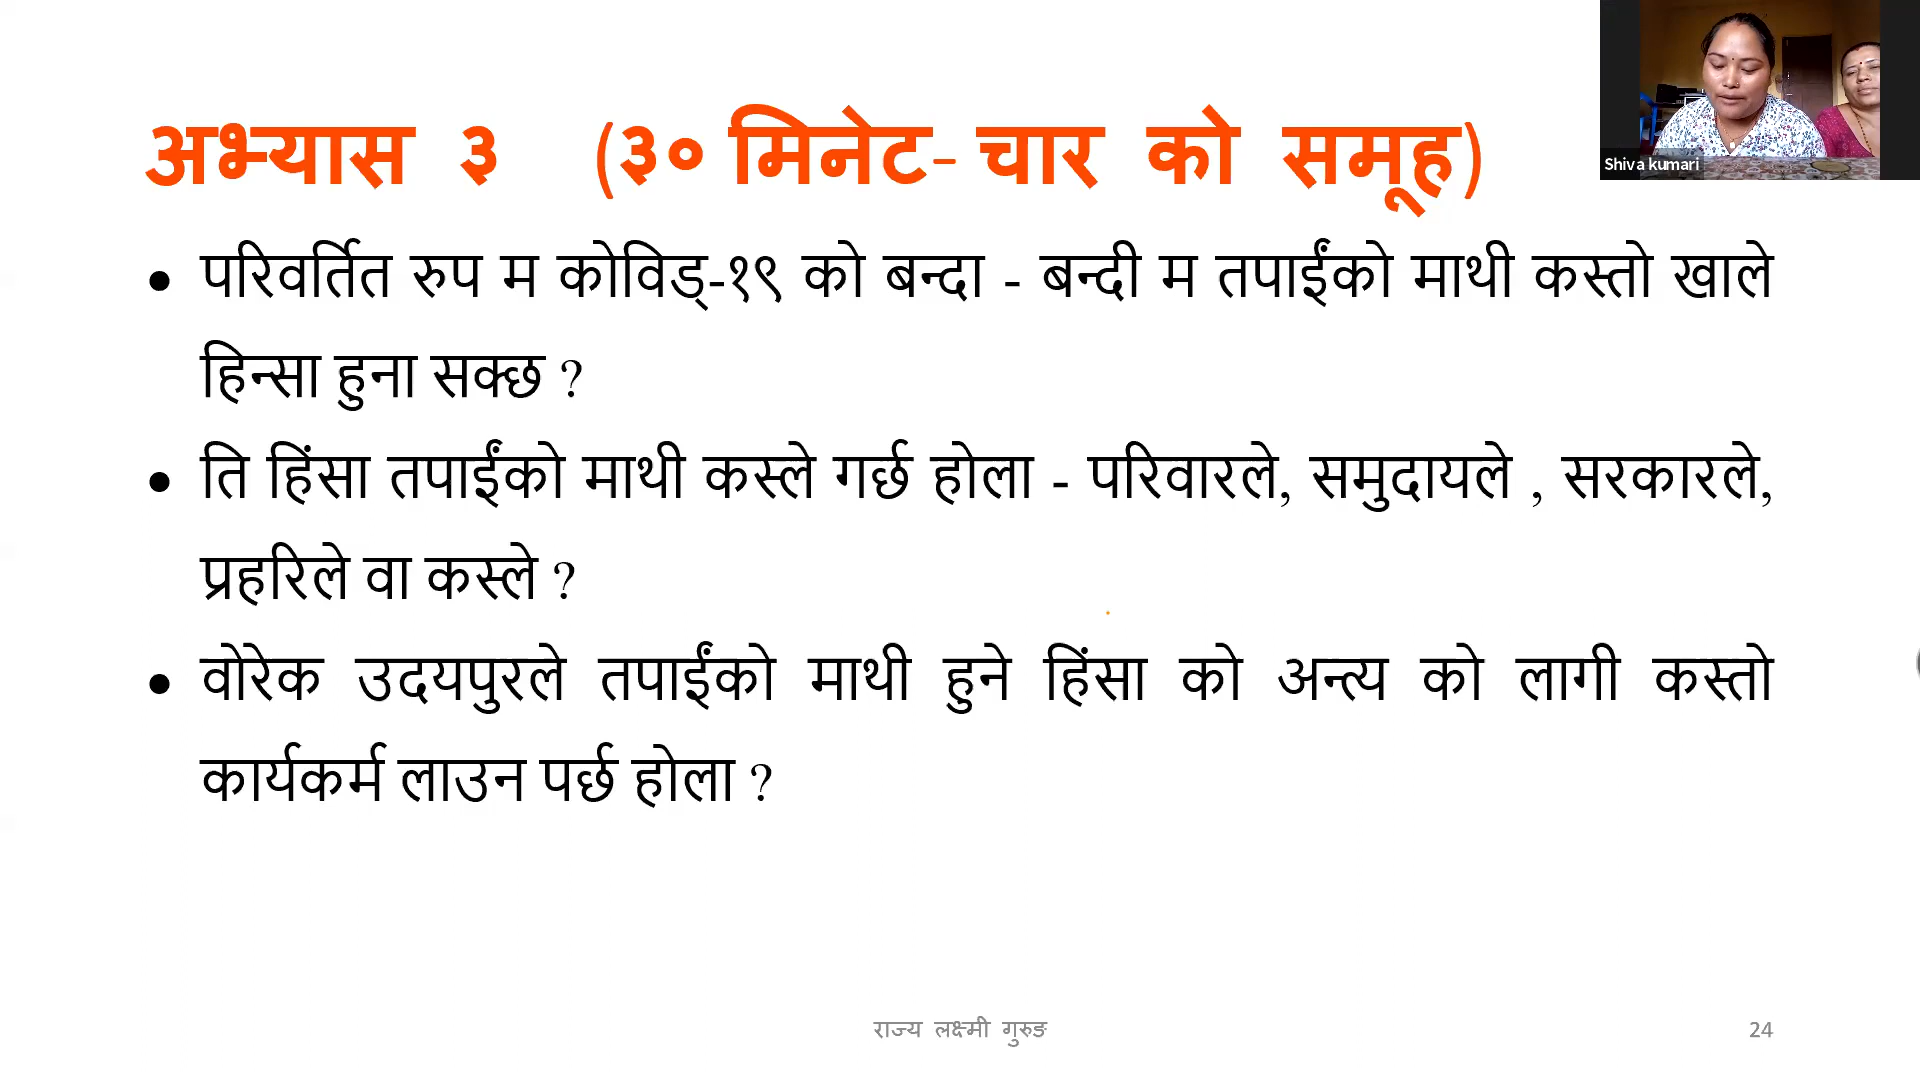 Shiva kumari
अभ्यास ३ (३० मिनेट- चार को समूह)
• परिवर्तित रुप म कोविड्-१९ को बन्दा - बन्दी म तपाईंको माथी कस्तो खाले
हिन्सा हुना सक्छ ?
• ति हिंसा तपाईंको माथी कस्ले गर्छ होला - परिवारले, समुदायले , सरकारले,
प्रहरिले वा कस्ले ?
• वोरेक उदयपुरले तपाईंको माथी हुने हिंसा को अन्त्य को लागी कस्तो
कार्यकर्म लाउन पर्छ होला ?
राज्य लक्ष्मी गुरुङ
24